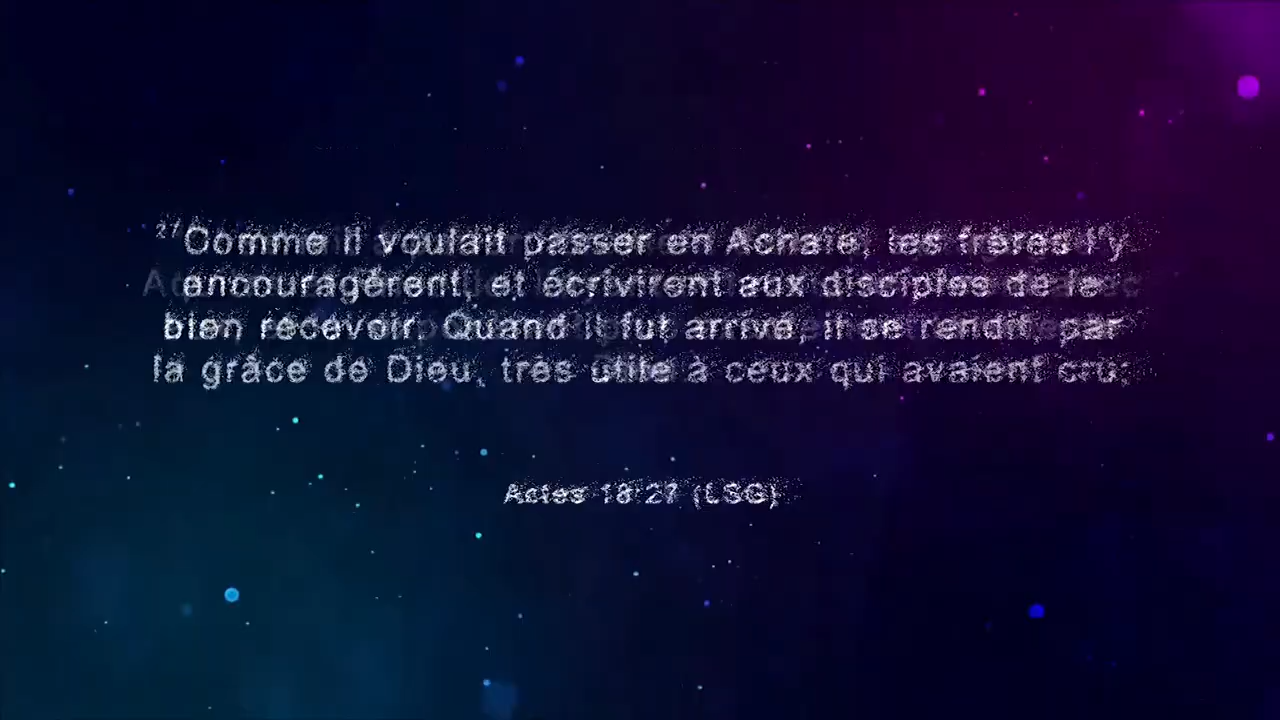 ²⁷Comme il voulait passer en Achaïe, les frères l'y
encouragèrent, et écrivirent aux disciples de le
bien recevoir. Quand il fut arrivé, il se rendit, par
la grâce de Dieu, très utile à ceux qui avaient cru;
Actes 18:27 (LSG)